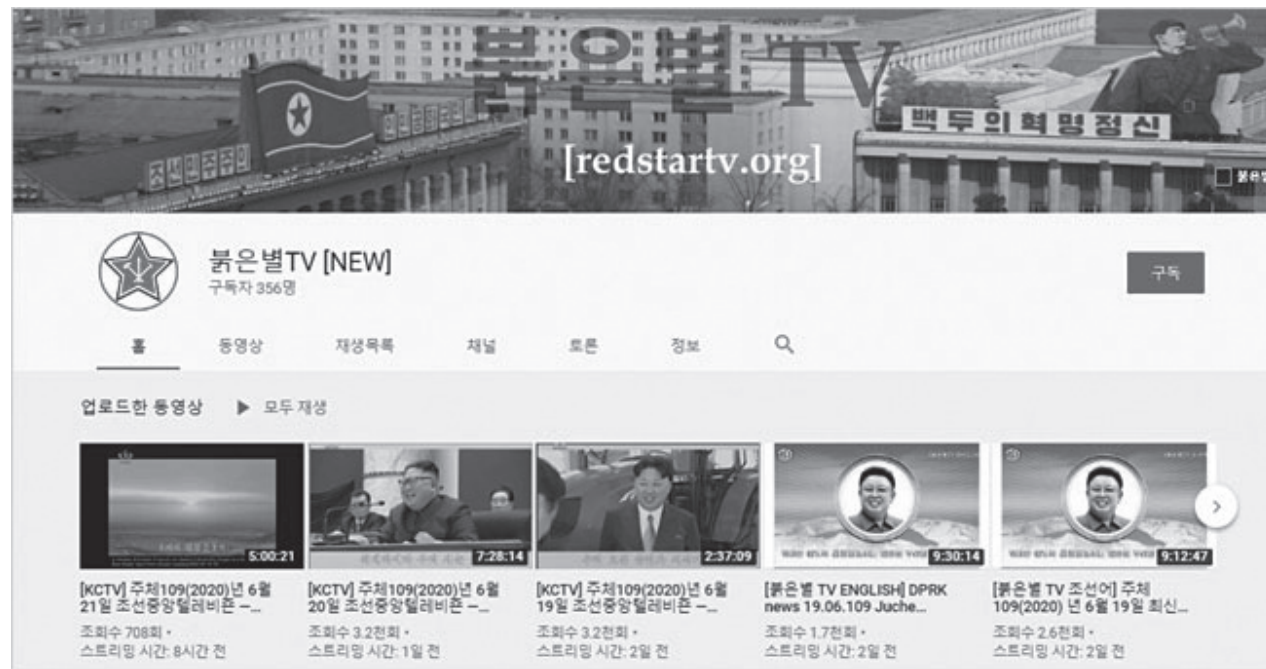 붉은별 TV
조선민주주의
백두의혁명정신
[redstartv.org]
붉은별TV [NEW]
구독자 356명
구독
홈
동영상
재생목록
채널
토론
정보
업로드한 동영상
모두 재생
5:00:21
7:28:14
2:37:09
9:30:14
9:12:47
[KCTV] 주체109(2020)년 6월
21일 조선중앙텔레비죤 –...
조회수 708회 •
스트리밍 시간: 8시간 전
[KCTV] 주체109(2020)년 6월
20일 조선중앙텔레비죤 –...
조회수 3.2천회 •
스트리밍 시간: 1일 전
[KCTV] 주체109(2020)년 6월
19일 조선중앙텔레비죤 –...
조회수 3.2천회 •
스트리밍 시간: 2일 전
[붉은별 TV ENGLISH] DPRK
news 19.06.109 Juche...
조회수 1.7천회 •
스트리밍 시간: 2일 전
[붉은별 TV 조선어] 주체
109(2020) 년 6월 19일 최신...
조회수 2.6천회 •
스트리밍 시간: 2일 전